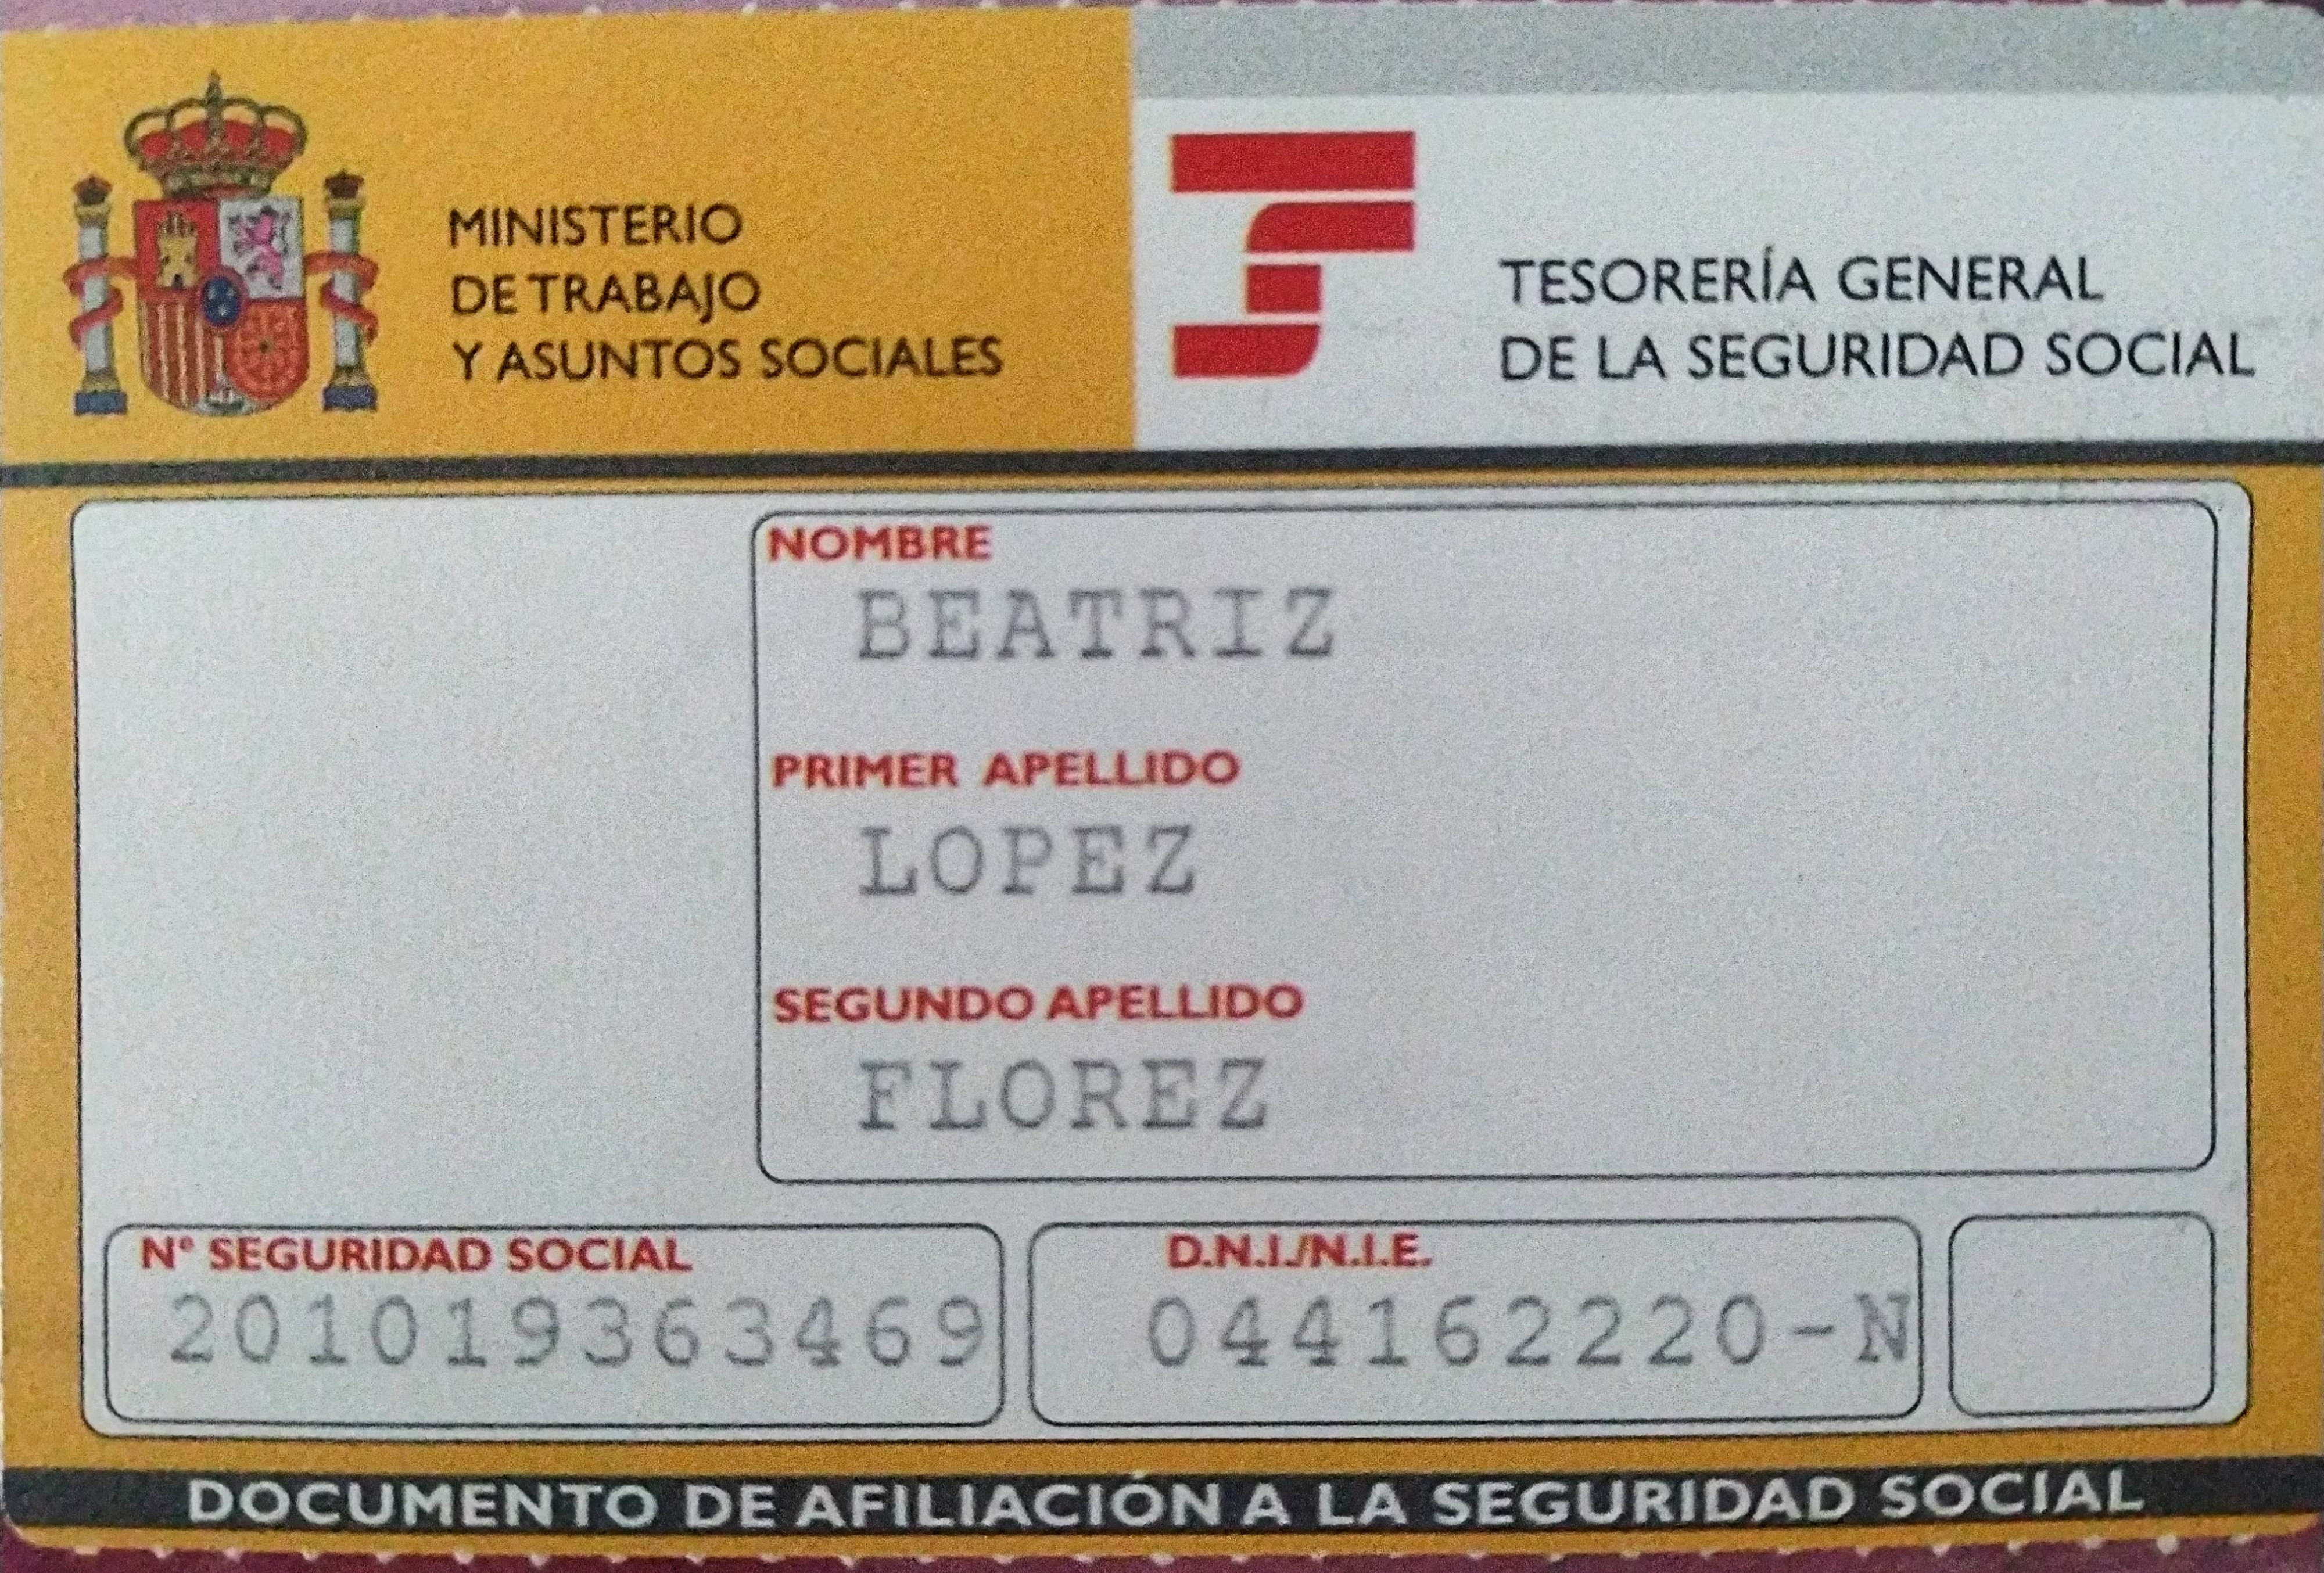 MINISTERIO
DE TRABAJO
Y ASUNTOS SOCIALES
TESORERÍA GENERAL
DE LA SEGURIDAD SOCIAL
NOMBRE
BEATRIZ
PRIMER APELLIDO
LOPEZ
SEGUNDO APELLIDO
FLOREZ
Nº SEGURIDAD SOCIAL
201019363469
D.N.I./N.I.E.
044162220-N
DOCUMENTO DE AFILIACIÓN A LA SEGURIDAD SOCIAL